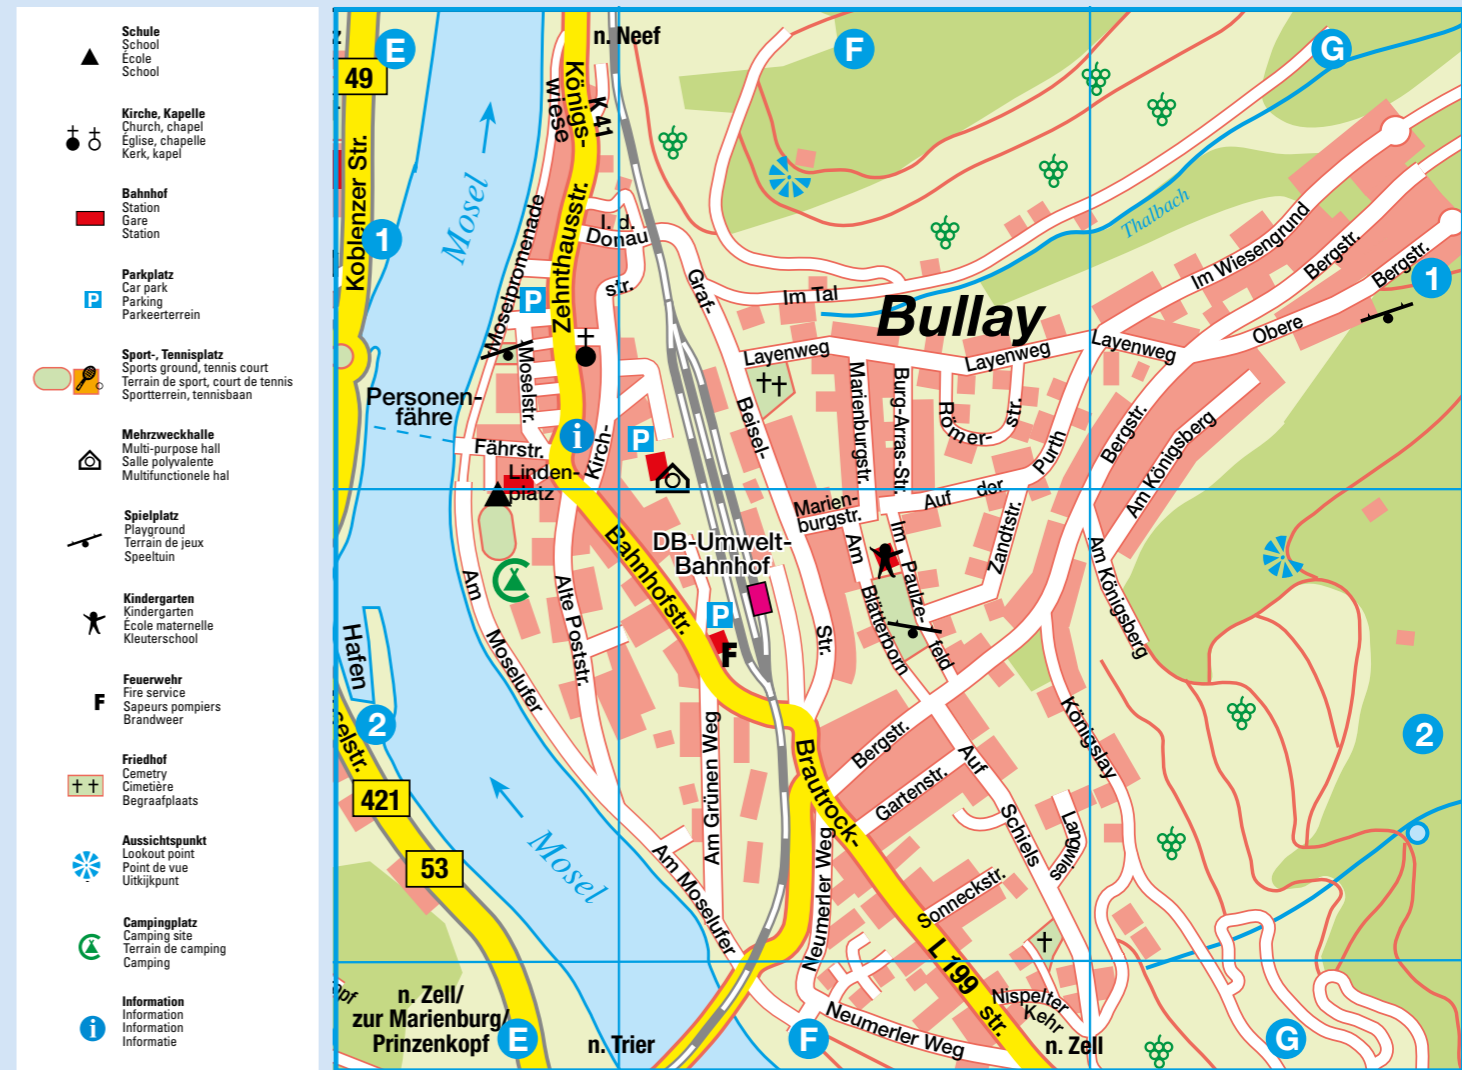 Schule
School
École
School
Kirche, Kapelle
Church, chapel
Église, chapelle
Kerk, kapel
Bahnhof
Station
Gare
Station
Parkplatz
Car park
Parking
Parkeerterrein
P
Sport-, Tennisplatz
Sports ground, tennis court
Terrain de sport, court de tennis
Sportterrein, tennisbaan
Mehrzweckhalle
Multi-purpose hall
Salle polyvalente
Multifunctionele hal
Spielplatz
Playground
Terrain de jeux
Speeltuin
Kindergarten
Kindergarten
École maternelle
Kleuterschool
Feuerwehr
Fire service
Sapeurs pompiers
Brandweer
F
Friedhof
Cemetry
Cimetière
Begraafplaats
Aussichtspunkt
Lookout point
Point de vue
Uitkijkpunt
Campingplatz
Camping site
Terrain de camping
Camping
Information
Information
Information
Informatie
i
E
F
G
49
n. Neef
Königs-
wiese
K 41
Koblenzer Str.
Mosel
1
Moselpromenade
Zehnthausstr.
I. d.
Donau
str.
Graf-
P
Im Tal
Bullay
Thalbach
Im Wiesengrund
Bergstr.
Bergstr.
1
Obere
Layenweg
Layenweg
Layenweg
Moselstr.
Personen-
fähre
Fährstr.
Linden-
platz
i
Kirch-
P
Beisel-
Marienburgstr.
Burg-Arras-Str.
Römer-
str.
Purth
Bergstr.
Am Königsberg
Auf der
Marien-
burgstr.
Am
Blätterborn
Im
Paulze-
feld
Zandtstr.
Am Königsberg
DB-Umwelt-
Bahnhof
P
F
Bahnhofstr.
Alte Poststr.
Am
Moselufer
Str.
Hafen
2
selstr.
421
53
Mosel
Am Grünen Weg
Am Moselufer
Brautrock-
Bergstr.
Gartenstr.
Auf
Schiels
Königslay
Langwies
2
Neumerler Weg
Sonneckstr.
L 199
str.
Nispelter
Kehr
Neumerler Weg
n. Zell
n. Zell/
zur Marienburg/
Prinzenkopf
E
n. Trier
F
G